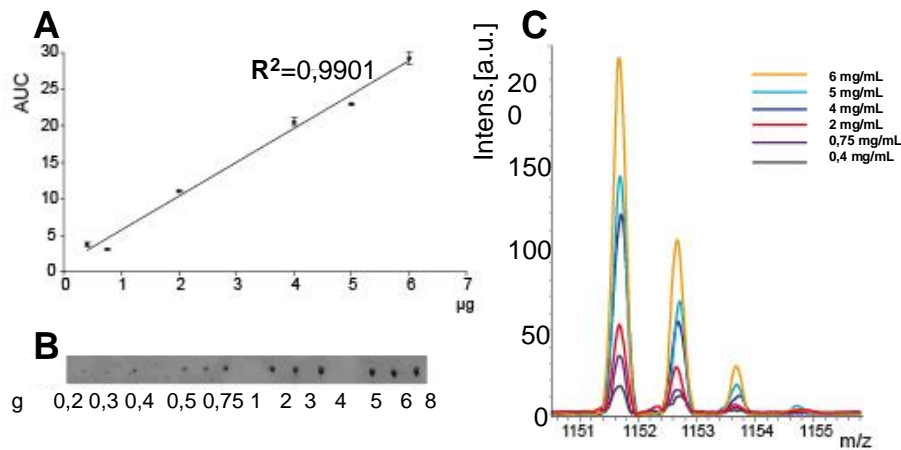 A
R²=0,9901
AUC
30
25
20
15
10
5
0
0 1 2 3 4 5 6 7
µg
B
g 0,2 0,3 0,4 0,5 0,75 1 2 3 4 5 6 8
C
Intens.[a.u.]
20
0
150
100
50
0
1151 1152 1153 1154 1155
m/z
6 mg/mL
5 mg/mL
4 mg/mL
2 mg/mL
0,75 mg/mL
0,4 mg/mL